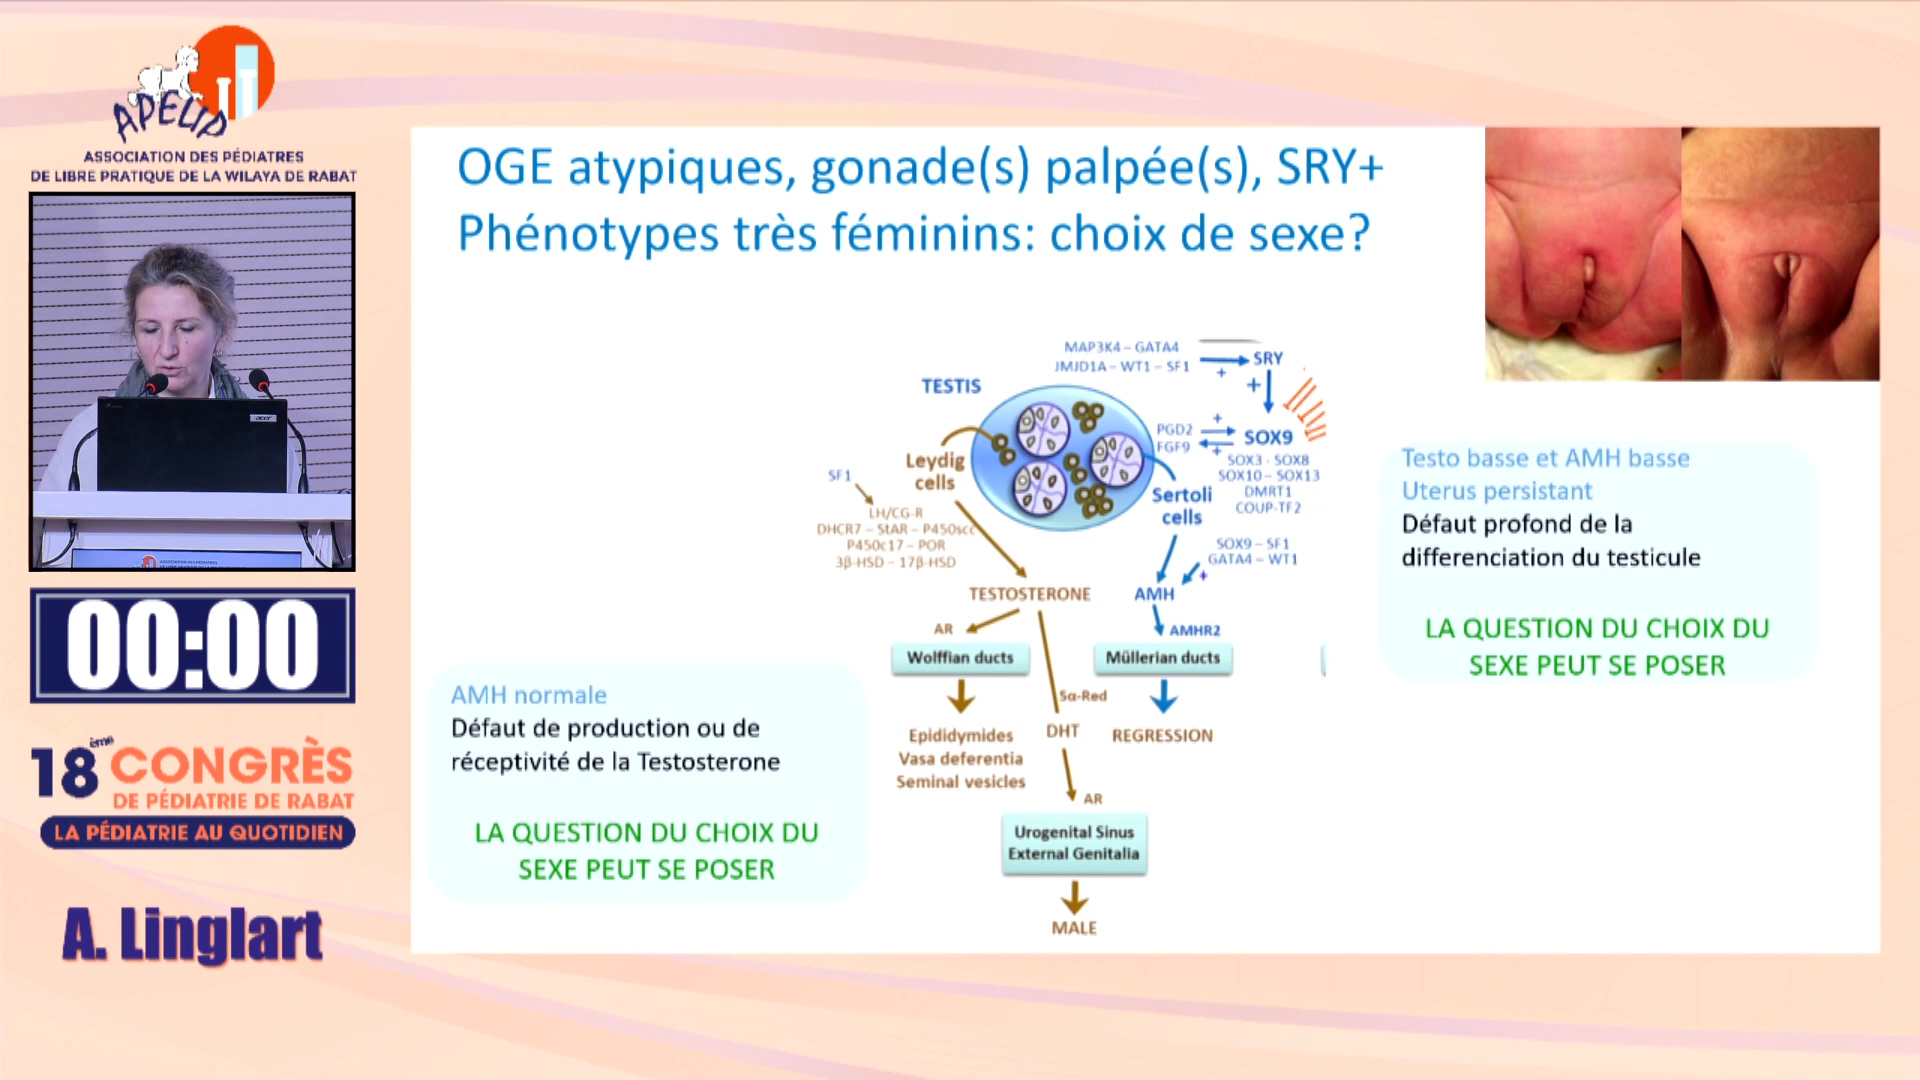 APELIP
ASSOCIATION DES PÉDIATRES
DE LIBRE PRATIQUE DE LA WILAYA DE RABAT
acer
00:00
18ème CONGRÈS
DE PÉDIATRIE DE RABAT
LA PÉDIATRIE AU QUOTIDIEN
A. Linglart
OGE atypiques, gonade(s) palpée(s), SRY+
Phénotypes très féminins: choix de sexe?
MAP3K4 – GATA4
JMJD1A – WT1 – SF1
+
SRY
+
TESTIS
PGD2
FGF9
+
+
SOX9
SOX3 - SOX8
SOX10 – SOX13
DMRT1
COUP-TF2
Leydig
cells
SF1
LH/CG-R
DHCR7 – StAR – P450scc
P450c17 – POR
3β-HSD – 17β-HSD
Sertoli
cells
SOX9 – SF1
GATA4 – WT1
+
TESTOSTERONE
AMH
AR
AMHR2
Wolffian ducts
Müllerian ducts
5α-Red
Epididymides
Vasa deferentia
Seminal vesicles
DHT
REGRESSION
AR
Urogenital Sinus
External Genitalia
MALE
AMH normale
Défaut de production ou de
réceptivité de la Testosterone
LA QUESTION DU CHOIX DU
SEXE PEUT SE POSER
Testo basse et AMH basse
Uterus persistant
Défaut profond de la
differenciation du testicule
LA QUESTION DU CHOIX DU
SEXE PEUT SE POSER